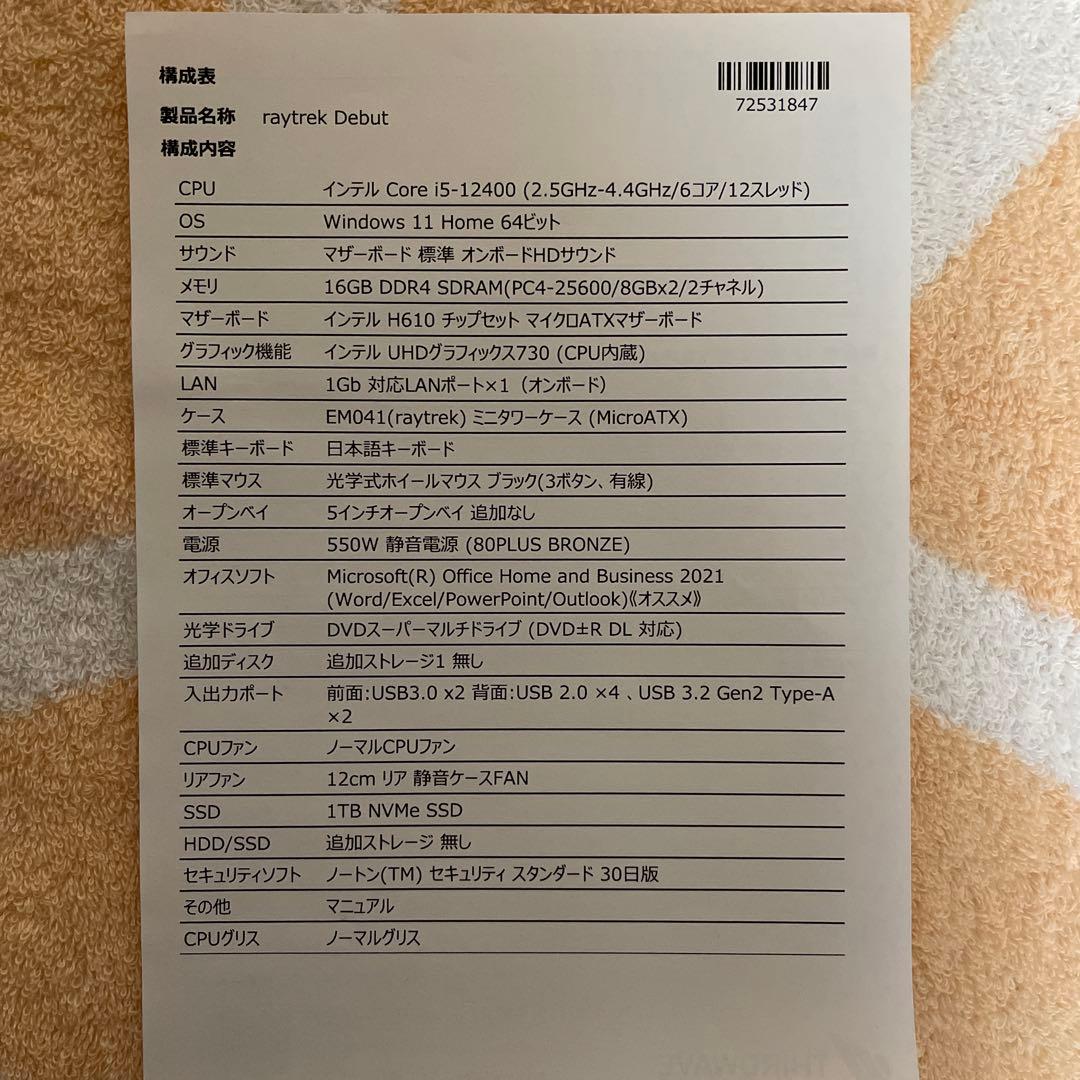 構成表
72531847
製品名称 raytrek Debut
構成内容
CPU インテル Core i5-12400 (2.5GHz-4.4GHz/6コア/12スレッド)
OS Windows 11 Home 64ビット
サウンド マザーボード 標準 オンボードHDサウンド
メモリ 16GB DDR4 SDRAM(PC4-25600/8GBx2/2チャネル)
マザーボード インテル H610 チップセット マイクロATXマザーボード
グラフィック機能 インテル UHDグラフィックス730 (CPU内蔵)
LAN 1Gb 対応LANポート×1（オンボード）
ケース EM041(raytrek) ミニタワーケース (MicroATX)
標準キーボード 日本語キーボード
標準マウス 光学式ホイールマウス ブラック(3ボタン、有線)
オープンベイ 5インチオープンベイ 追加なし
電源 550W 静音電源 (80PLUS BRONZE)
オフィスソフト Microsoft(R) Office Home and Business 2021
(Word/Excel/PowerPoint/Outlook)《オススメ》
光学ドライブ DVDスーパーマルチドライブ (DVD±R DL 対応)
追加ディスク 追加ストレージ1 無し
入出力ポート 前面:USB3.0 x2 背面:USB 2.0 ×4 、USB 3.2 Gen2 Type-A
×2
CPUファン ノーマルCPUファン
リアファン 12cm リア 静音ケースFAN
SSD 1TB NVMe SSD
HDD/SSD 追加ストレージ 無し
セキュリティソフト ノートン(TM) セキュリティ スタンダード 30日版
その他 マニュアル
CPUグリス ノーマルグリス
THIRDWAVE